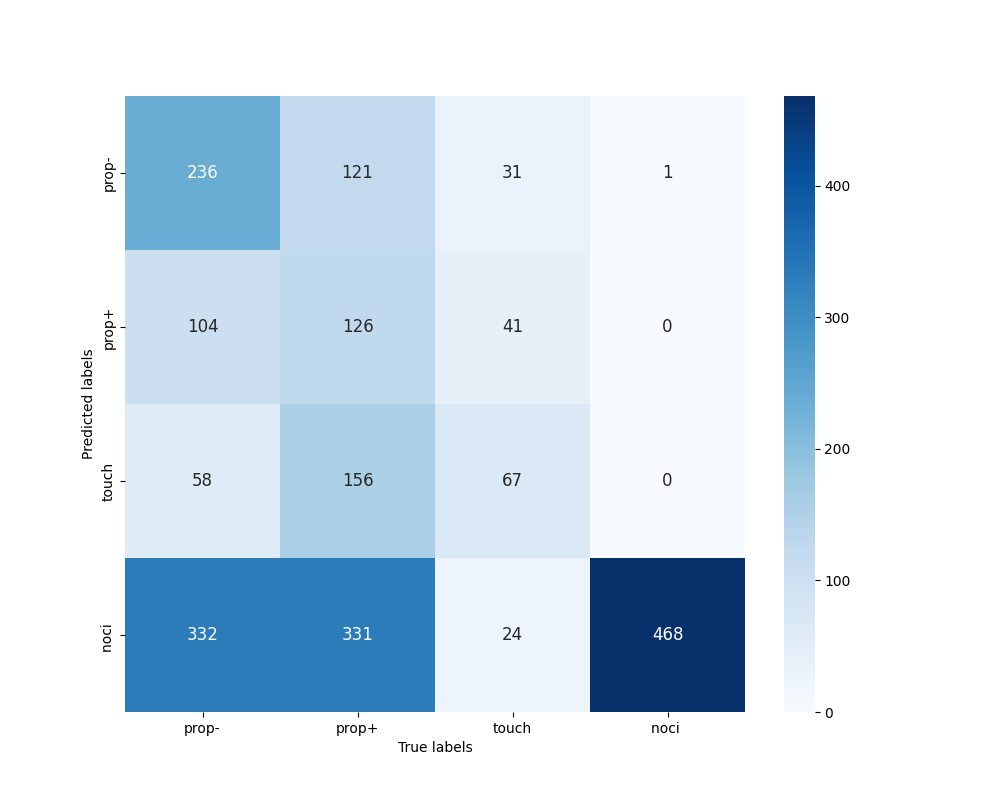 prop- 236 121 31 1
prop+ 104 126 41 0
touch 58 156 67 0
noci 332 331 24 468
prop- prop+ touch noci
True labels
Predicted labels
400
300
200
100
0